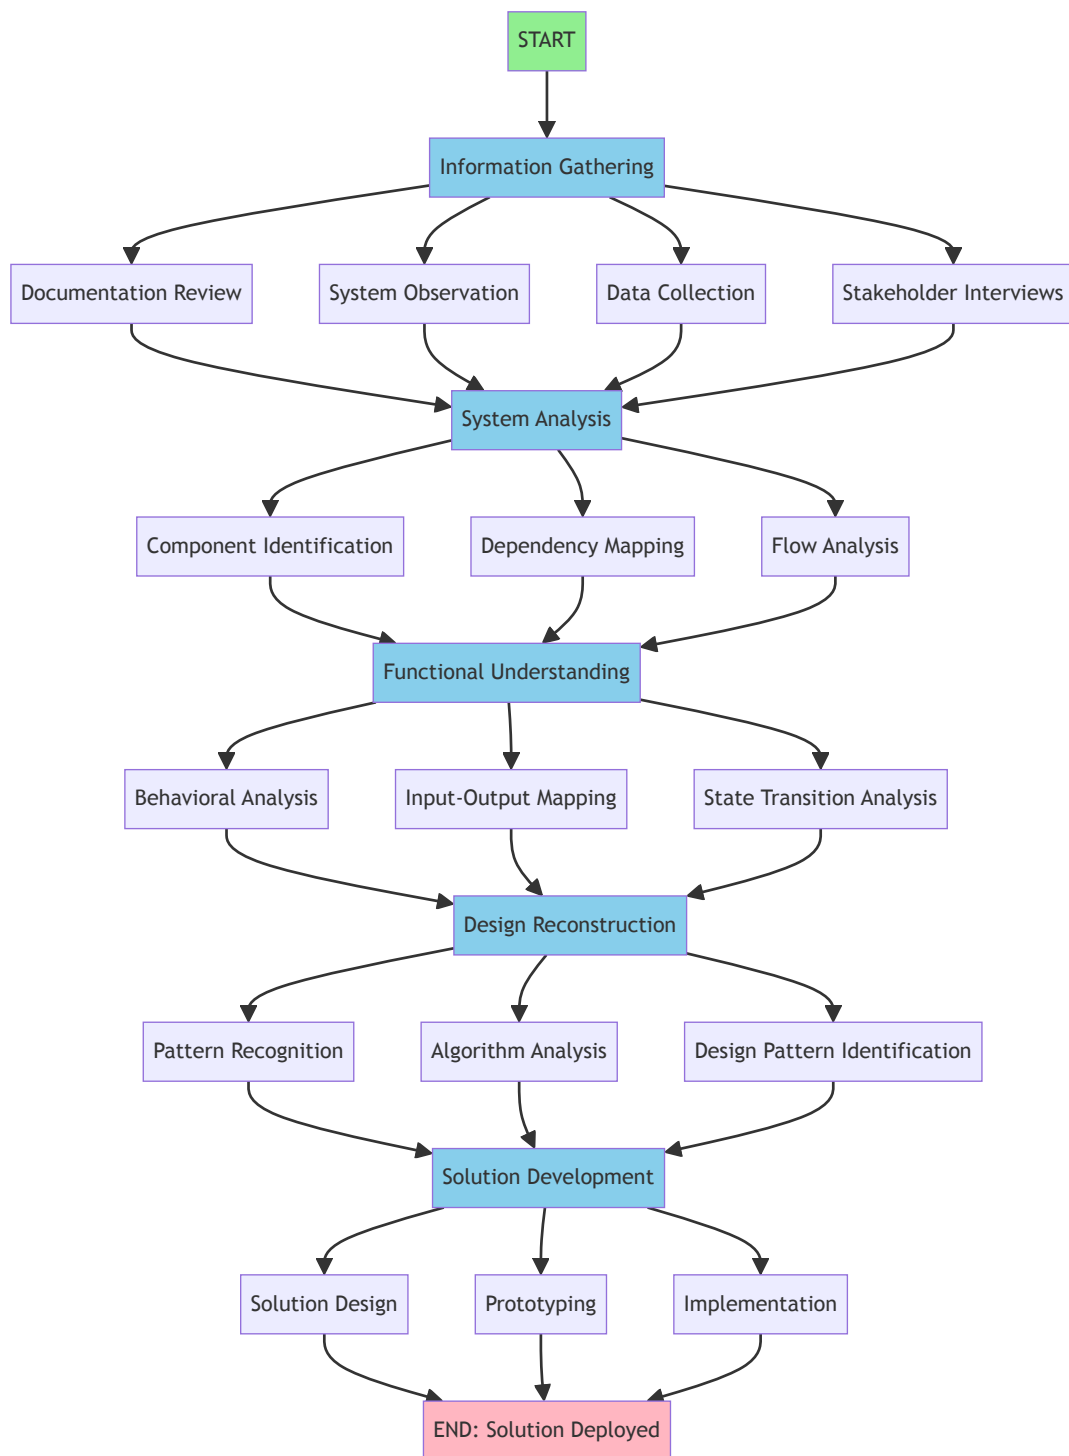 START
Information Gathering
Documentation Review
System Observation
Data Collection
Stakeholder Interviews
System Analysis
Component Identification
Dependency Mapping
Flow Analysis
Functional Understanding
Behavioral Analysis
Input-Output Mapping
State Transition Analysis
Design Reconstruction
Pattern Recognition
Algorithm Analysis
Design Pattern Identification
Solution Development
Solution Design
Prototyping
Implementation
END: Solution Deployed